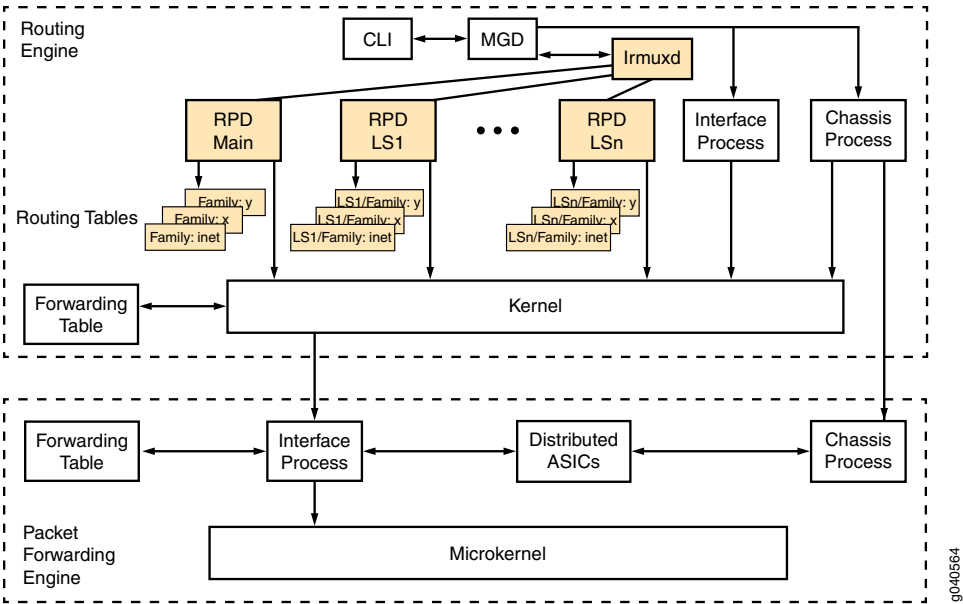 Routing
Engine
CLI
MGD
lrmuxd
RPD
Main
RPD
LS1
RPD
LSn
Interface
Process
Chassis
Process
Routing Tables
Family: y
Family: x
Family: inet
LS1/Family: y
LS1/Family: x
LS1/Family: inet
LSn/Family: y
LSn/Family: x
LSn/Family: inet
Forwarding
Table
Kernel
Forwarding
Table
Interface
Process
Distributed
ASICs
Chassis
Process
Packet
Forwarding
Engine
Microkernel
g040564